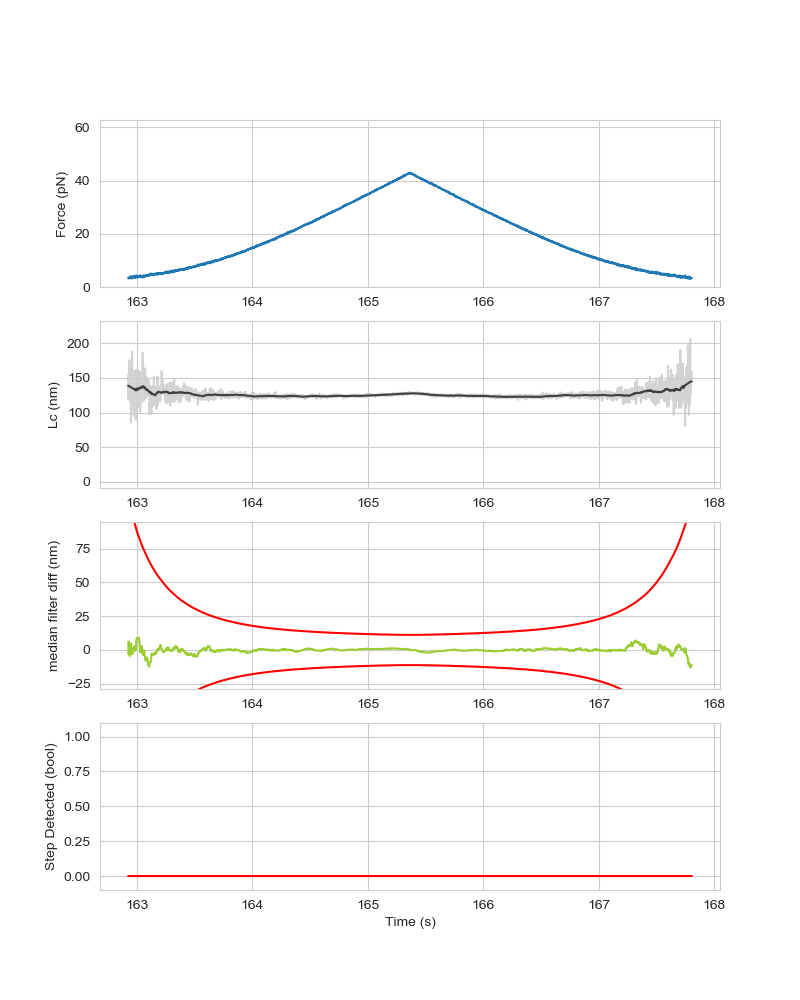 60
40
20
0
Force (pN)
163 164 165 166 167 168
200
150
100
50
0
Lc (nm)
163 164 165 166 167 168
75
50
25
0
−25
median filter diff (nm)
163 164 165 166 167 168
1.00
0.75
0.50
0.25
0.00
Step Detected (bool)
163 164 165 166 167 168
Time (s)